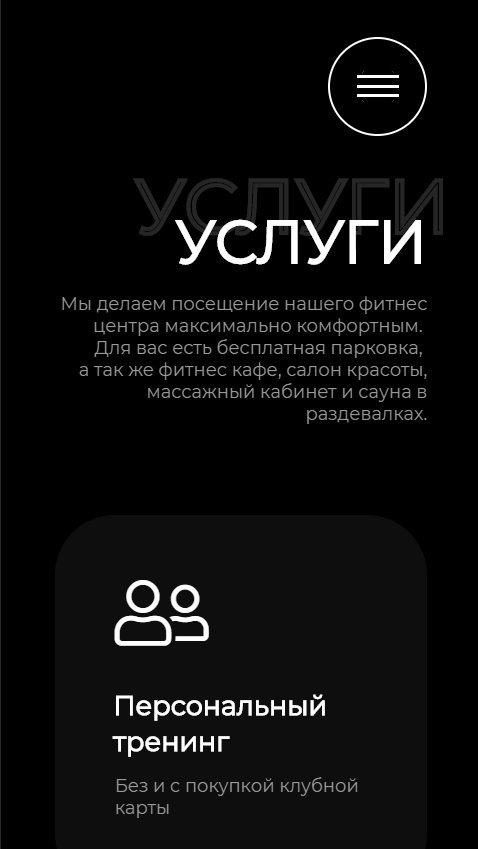 УСЛУГИ
УСЛУГИ
Мы делаем посещение нашего фитнес
центра максимально комфортным.
Для вас есть бесплатная парковка,
а так же фитнес кафе, салон красоты,
массажный кабинет и сауна в
раздевалках.
Персональный
тренинг
Без и с покупкой клубной
карты